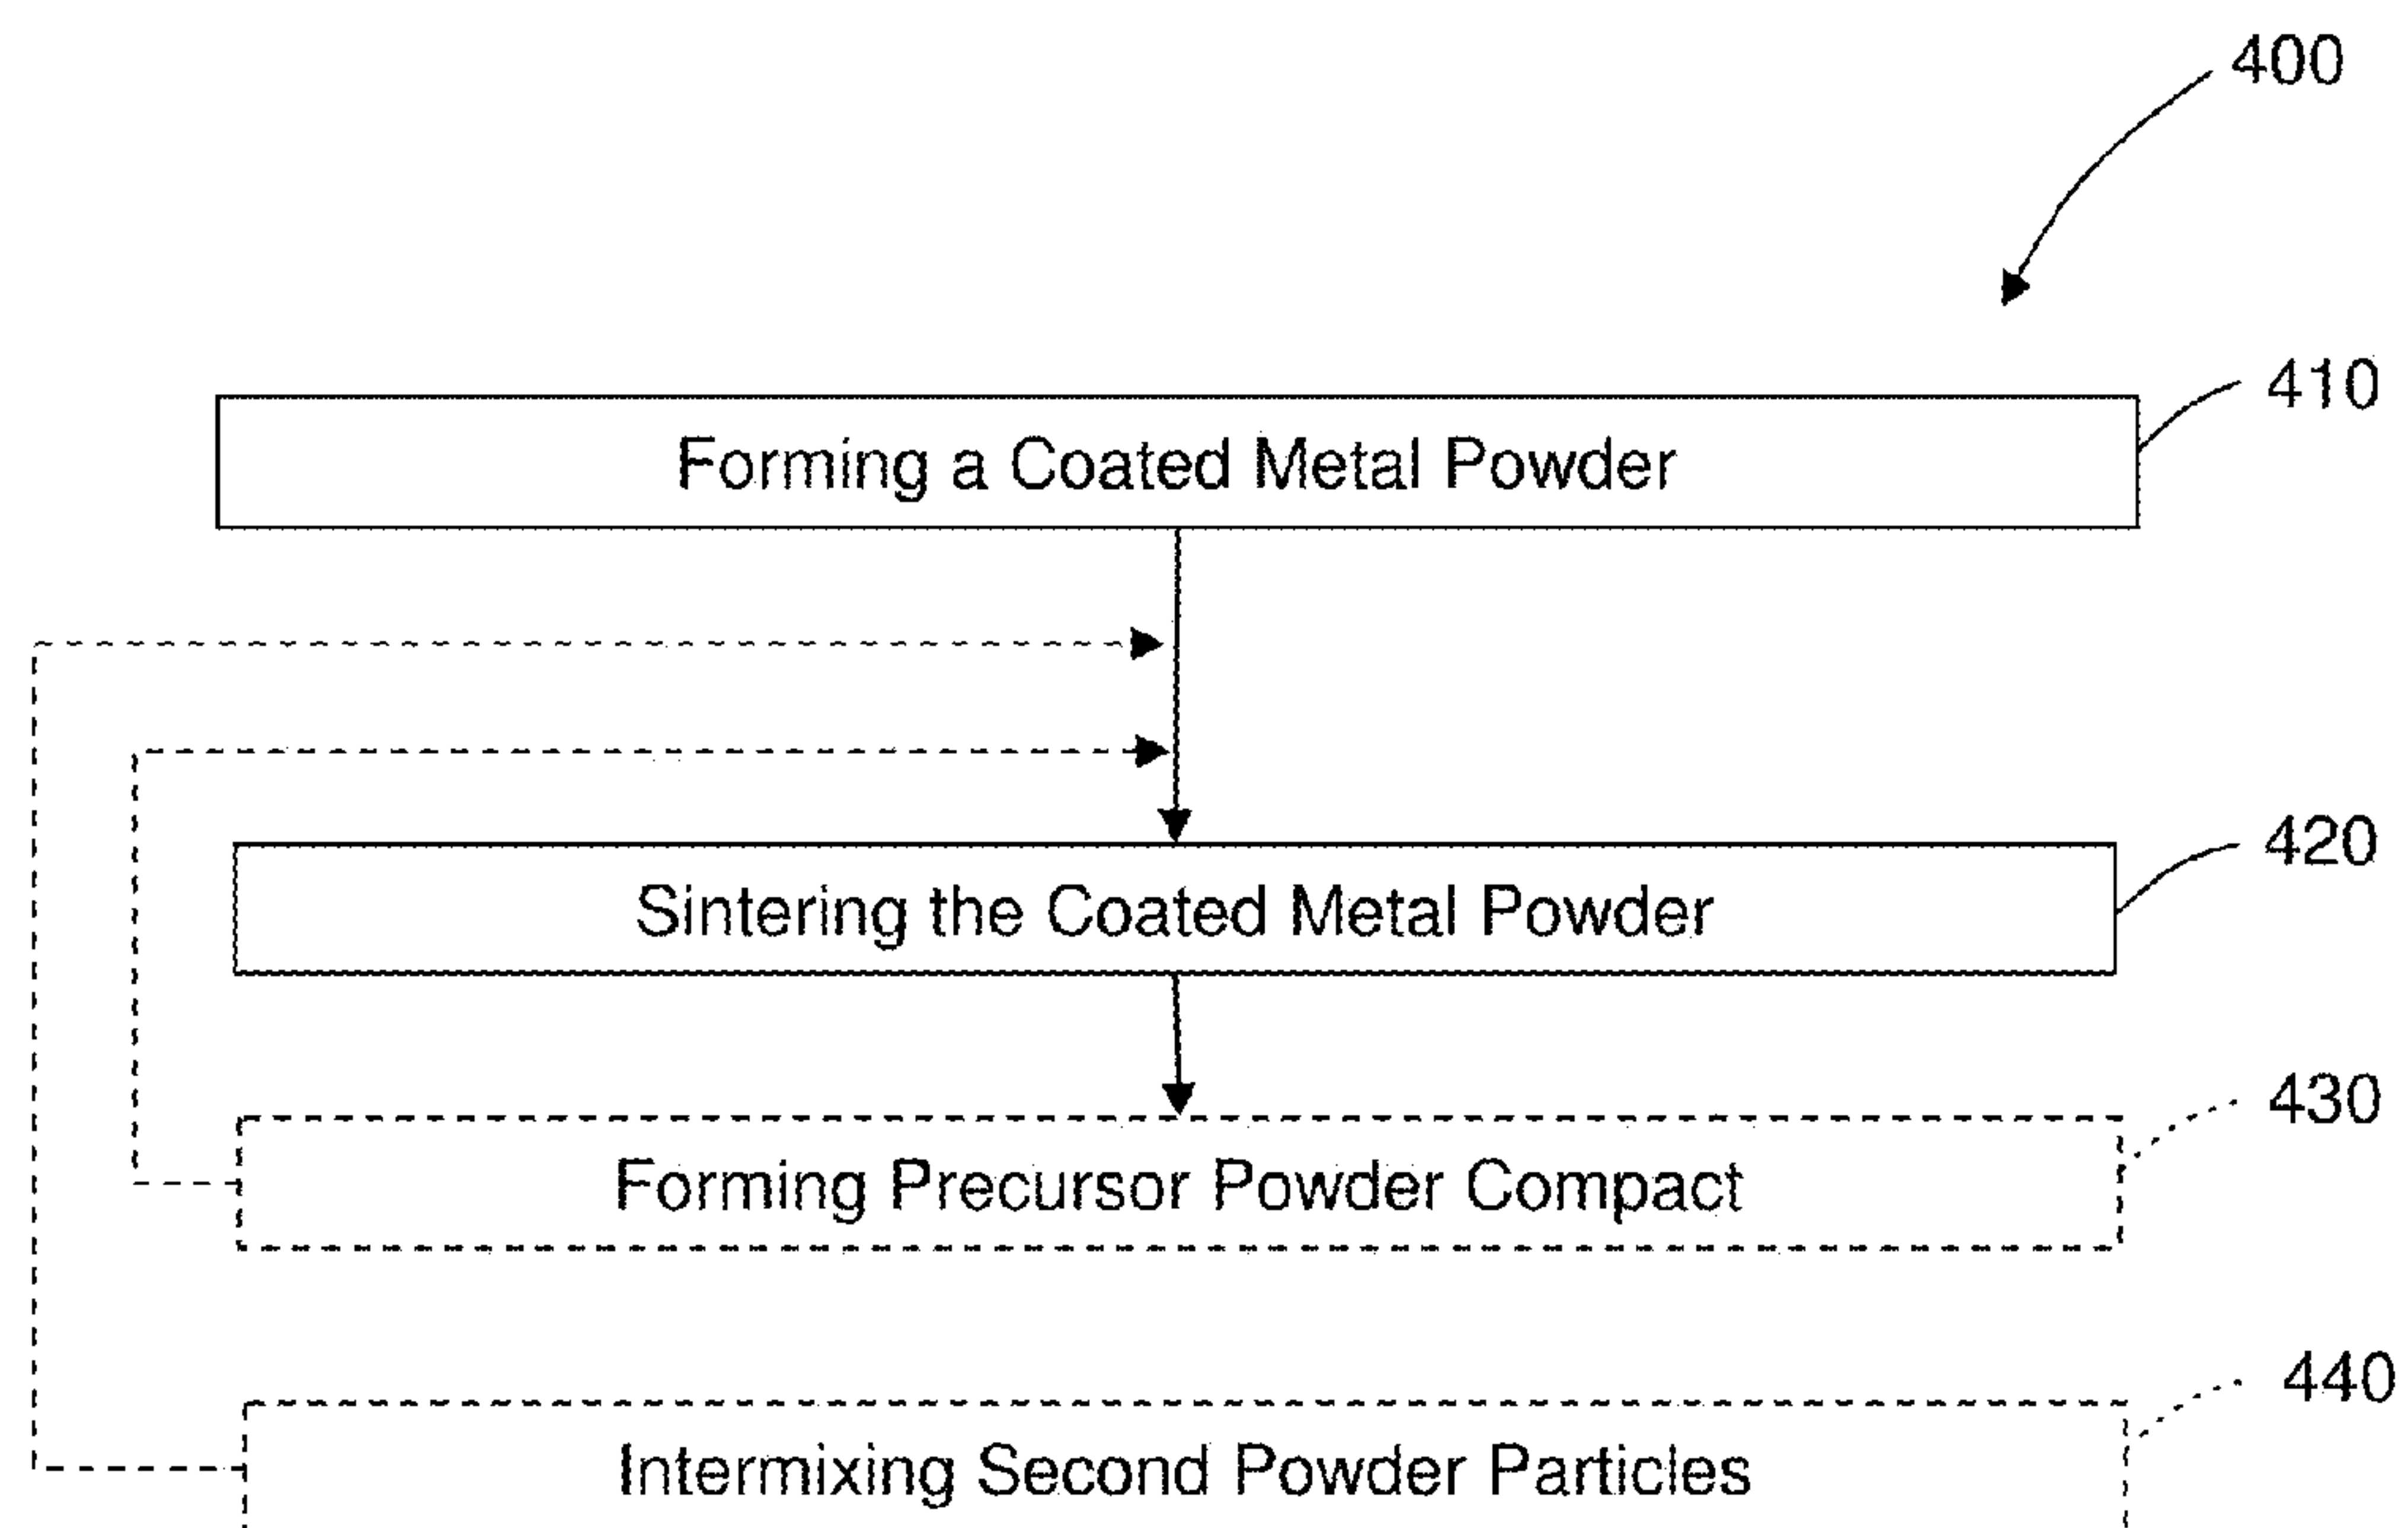 400
410
Forming a Coated Metal Powder
420
Sintering the Coated Metal Powder
430
Forming Precursor Powder Compact
440
Intermixing Second Powder Particles